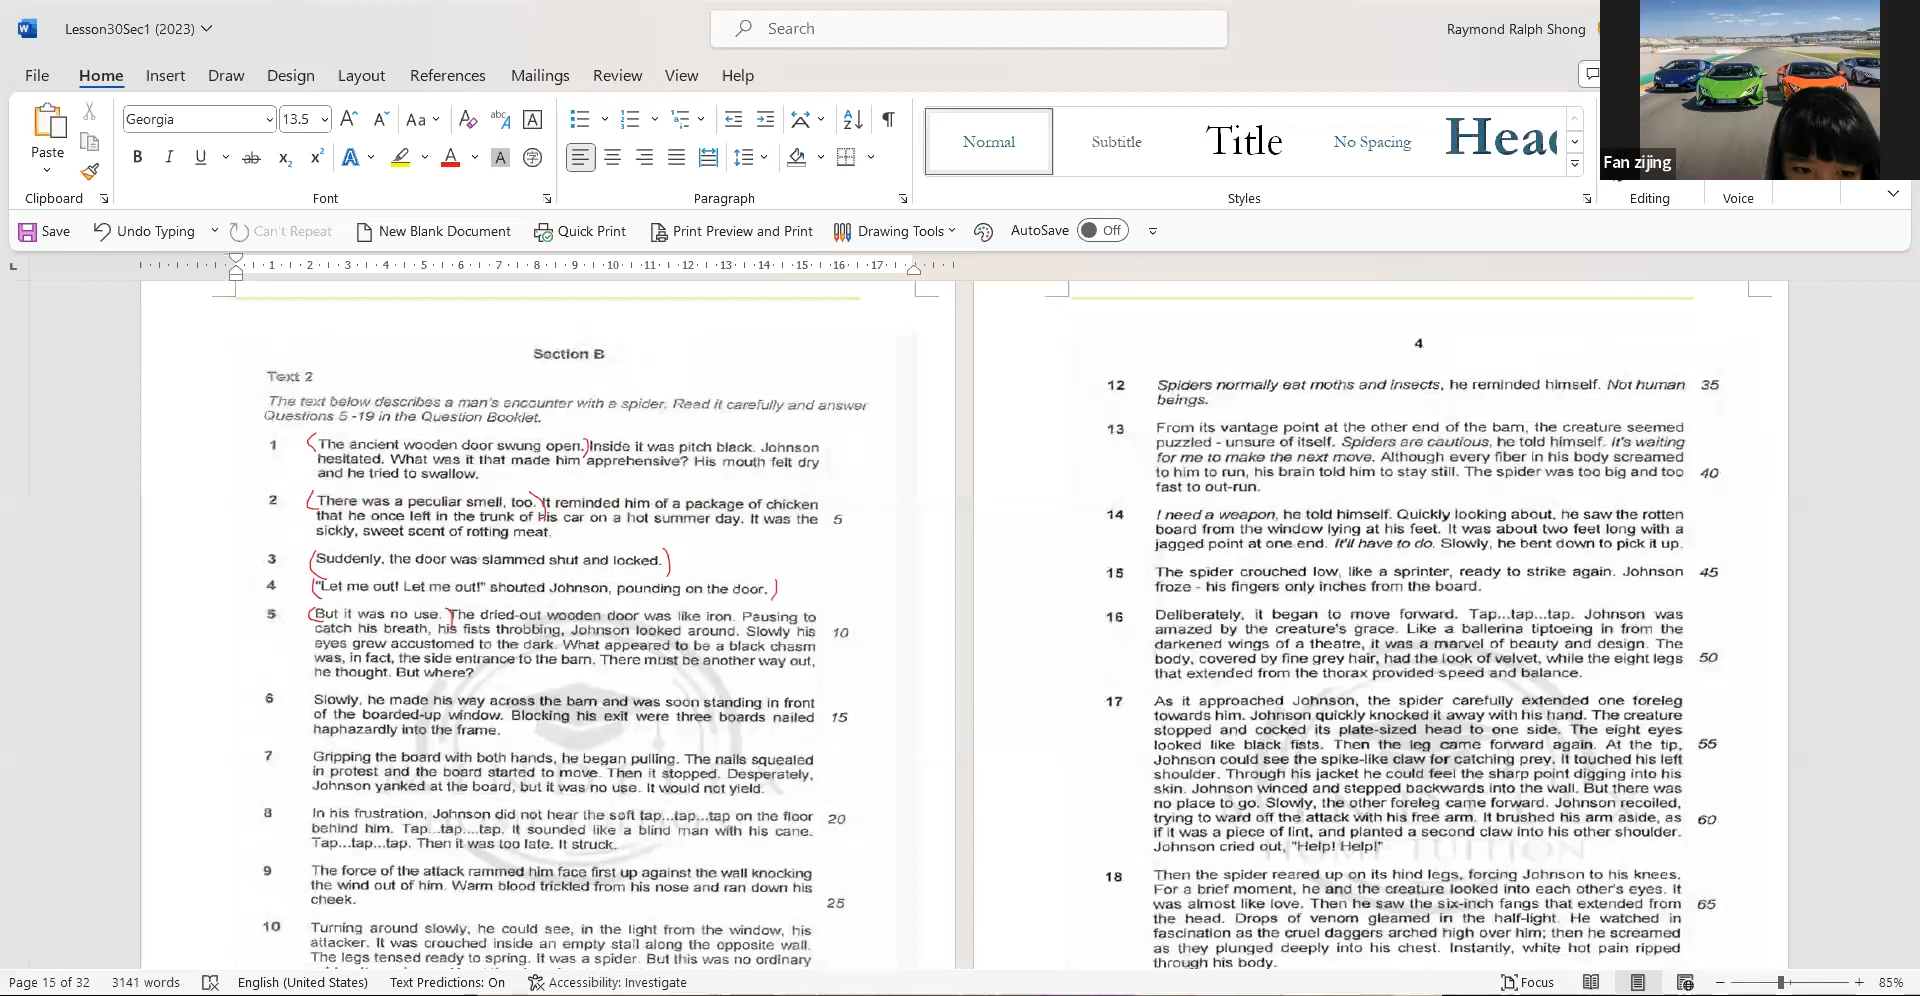 Lesson30Sec1 (2023)
Search
Raymond Ralph Shong
File Home Insert Draw Design Layout References Mailings Review View Help
Fan zijing
Paste
Georgia
13.5
Aa
Normal
Subtitle
Title
No Spacing
Head
Clipboard
Font
Paragraph
Styles
Editing
Voice
Save
Undo Typing
Can't Repeat
New Blank Document
Quick Print
Print Preview and Print
Drawing Tools
AutoSave
Off
1 2 3 4 5 6 7 8 9 10 11 12 13 14 15 16 17
Section B
Text 2
The text below describes a man's encounter with a spider. Read it carefully and answer
Questions 5 -19 in the Question Booklet.
1 The ancient wooden door swung open. Inside it was pitch black. Johnson
hesitated. What was it that made him apprehensive? His mouth felt dry
and he tried to swallow.
2 There was a peculiar smell, too. It reminded him of a package of chicken
that he once left in the trunk of his car on a hot summer day. It was the 5
sickly, sweet scent of rotting meat.
3 Suddenly, the door was slammed shut and locked.
4 "Let me out! Let me out!" shouted Johnson, pounding on the door.
5 But it was no use. The dried-out wooden door was like iron. Pausing to
catch his breath, his fists throbbing, Johnson looked around. Slowly his 10
eyes grew accustomed to the dark. What appeared to be a black chasm
was, in fact, the side entrance to the barn. There must be another way out,
he thought. But where?
6 Slowly, he made his way across the barn and was soon standing in front
of the boarded-up window. Blocking his exit were three boards nailed 15
haphazardly into the frame.
7 Gripping the board with both hands, he began pulling. The nails squealed
in protest and the board started to move. Then it stopped. Desperately,
Johnson yanked at the board, but it was no use. It would not yield.
8 In his frustration, Johnson did not hear the soft tap...tap...tap on the floor 20
behind him. Tap...tap....tap. It sounded like a blind man with his cane.
Tap...tap...tap. Then it was too late. It struck.
9 The force of the attack rammed him face first up against the wall knocking
the wind out of him. Warm blood trickled from his nose and ran down his
cheek. 25
10 Turning around slowly, he could see, in the light from the window, his
attacker. It was crouched inside an empty stall along the opposite wall.
The legs tensed ready to spring. It was a spider. But this was no ordinary
4
12 Spiders normally eat moths and insects, he reminded himself. Not human 35
beings.
13 From its vantage point at the other end of the barn, the creature seemed
puzzled - unsure of itself. Spiders are cautious, he told himself. It's waiting
for me to make the next move. Although every fiber in his body screamed
to him to run, his brain told him to stay still. The spider was too big and too 40
fast to out-run.
14 I need a weapon, he told himself. Quickly looking about, he saw the rotten
board from the window lying at his feet. It was about two feet long with a
jagged point at one end. It'll have to do. Slowly, he bent down to pick it up.
15 The spider crouched low, like a sprinter, ready to strike again. Johnson 45
froze - his fingers only inches from the board.
16 Deliberately, it began to move forward. Tap...tap...tap. Johnson was
amazed by the creature's grace. Like a ballerina tiptoeing in from the
darkened wings of a theatre, it was a marvel of beauty and design. The
body, covered by fine grey hair, had the look of velvet, while the eight legs 50
that extended from the thorax provided speed and balance.
17 As it approached Johnson, the spider carefully extended one foreleg
towards him. Johnson quickly knocked it away with his hand. The creature
stopped and cocked its plate-sized head to one side. The eight eyes
looked like black fists. Then the leg came forward again. At the tip, 55
Johnson could see the spike-like claw for catching prey. It touched his left
shoulder. Through his jacket he could feel the sharp point digging into his
skin. Johnson winced and stepped backwards into the wall. But there was
no place to go. Slowly, the other foreleg came forward. Johnson recoiled,
trying to ward off the attack with his free arm. It brushed his arm aside, as 60
if it was a piece of lint, and planted a second claw into his other shoulder.
Johnson cried out, "Help! Help!"
HOME TUITION
18 Then the spider reared up on its hind legs, forcing Johnson to his knees.
For a brief moment, he and the creature looked into each other's eyes. It
was almost like love. Then he saw the six-inch fangs that extended from 65
the head. Drops of venom gleamed in the half-light. He watched in
fascination as the cruel daggers arched high over him; then he screamed
as they plunged deeply into his chest. Instantly, white hot pain ripped
through his body.
Page 15 of 32
3141 words
English (United States)
Text Predictions: On
Accessibility: Investigate
Focus
85%